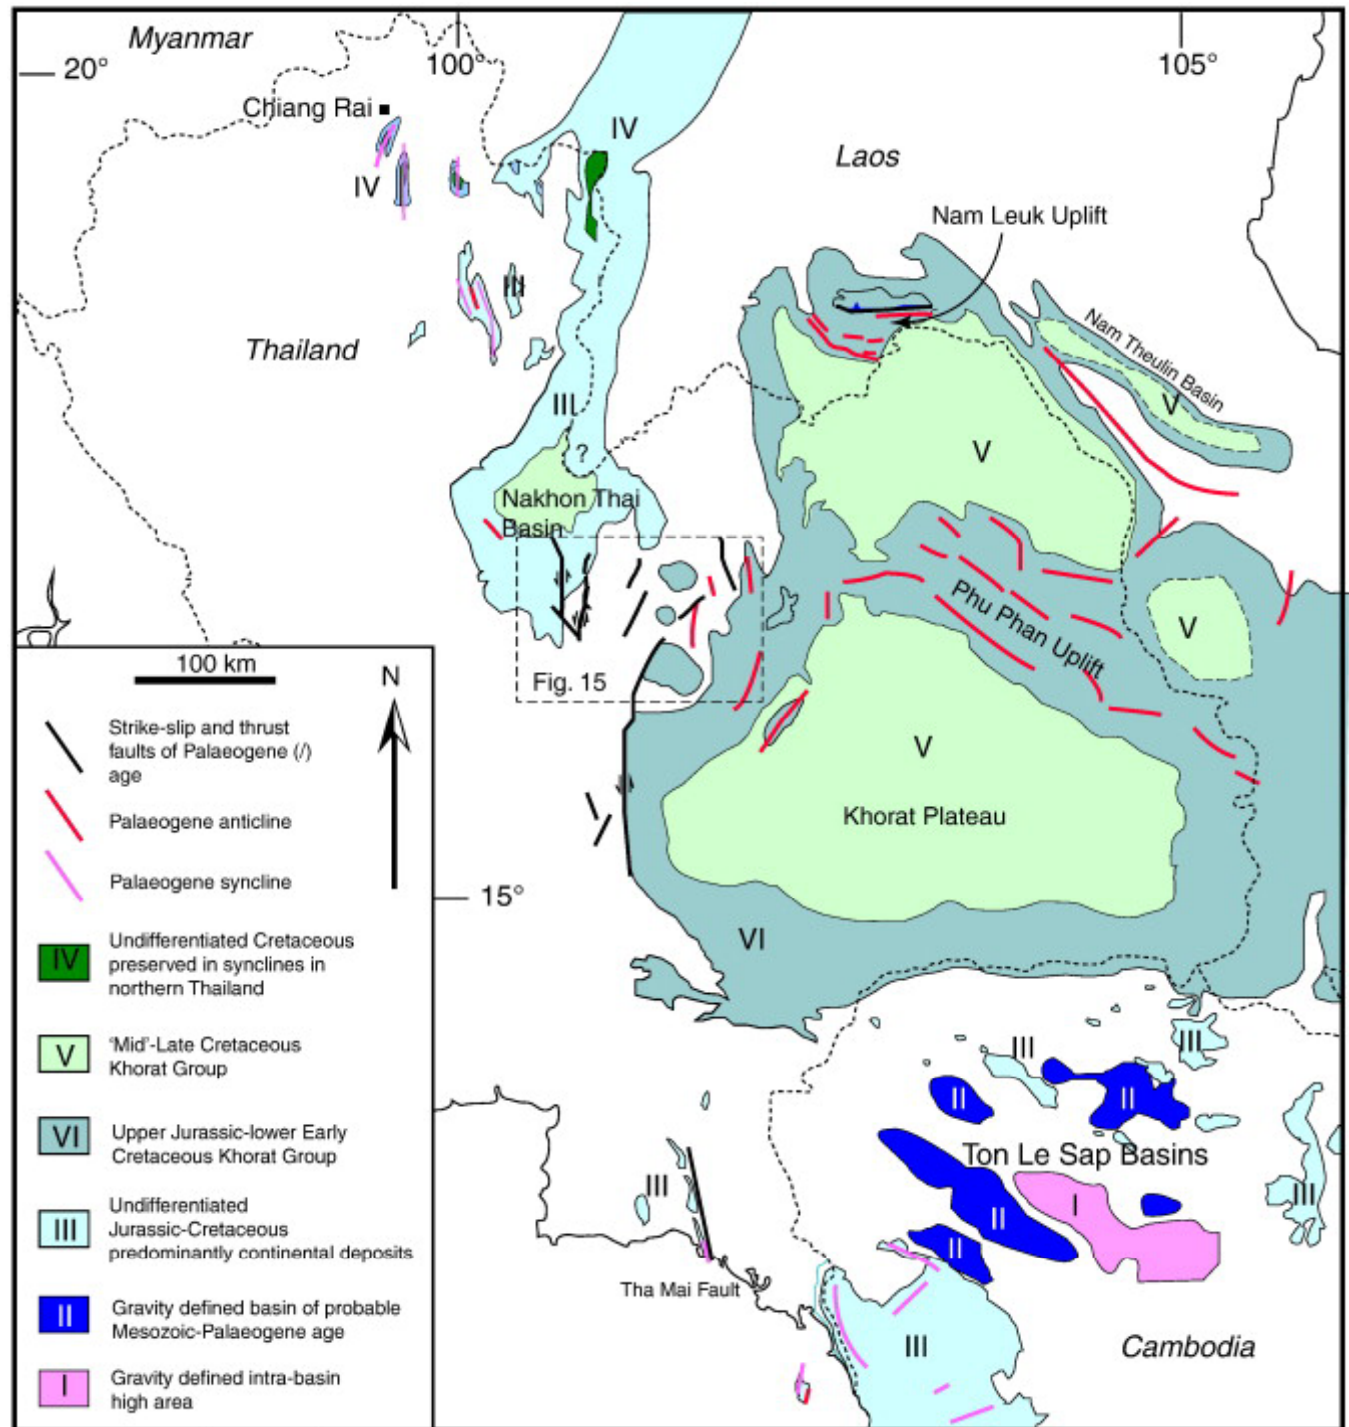 Myanmar
20°
100°
105°
Chiang Rai
IV
Laos
IV
Nam Leuk Uplift
III
Thailand
Nam Theulin Basin
V
III
?
V
Nakhon Thai
Basin
Phu Phan Uplift
V
Fig. 15
V
Khorat Plateau
15°
VI
III
III
II
II
Ton Le Sap Basins
III
I
III
II
II
Tha Mai Fault
III
Cambodia
100 km
N
Strike-slip and thrust
faults of Palaeogene (/)
age
Palaeogene anticline
Palaeogene syncline
IV
Undifferentiated Cretaceous
preserved in synclines in
northern Thailand
V
'Mid'-Late Cretaceous
Khorat Group
VI
Upper Jurassic-lower Early
Cretaceous Khorat Group
III
Undifferentiated
Jurassic-Cretaceous
predominantly continental deposits
II
Gravity defined basin of probable
Mesozoic-Palaeogene age
I
Gravity defined intra-basin
high area